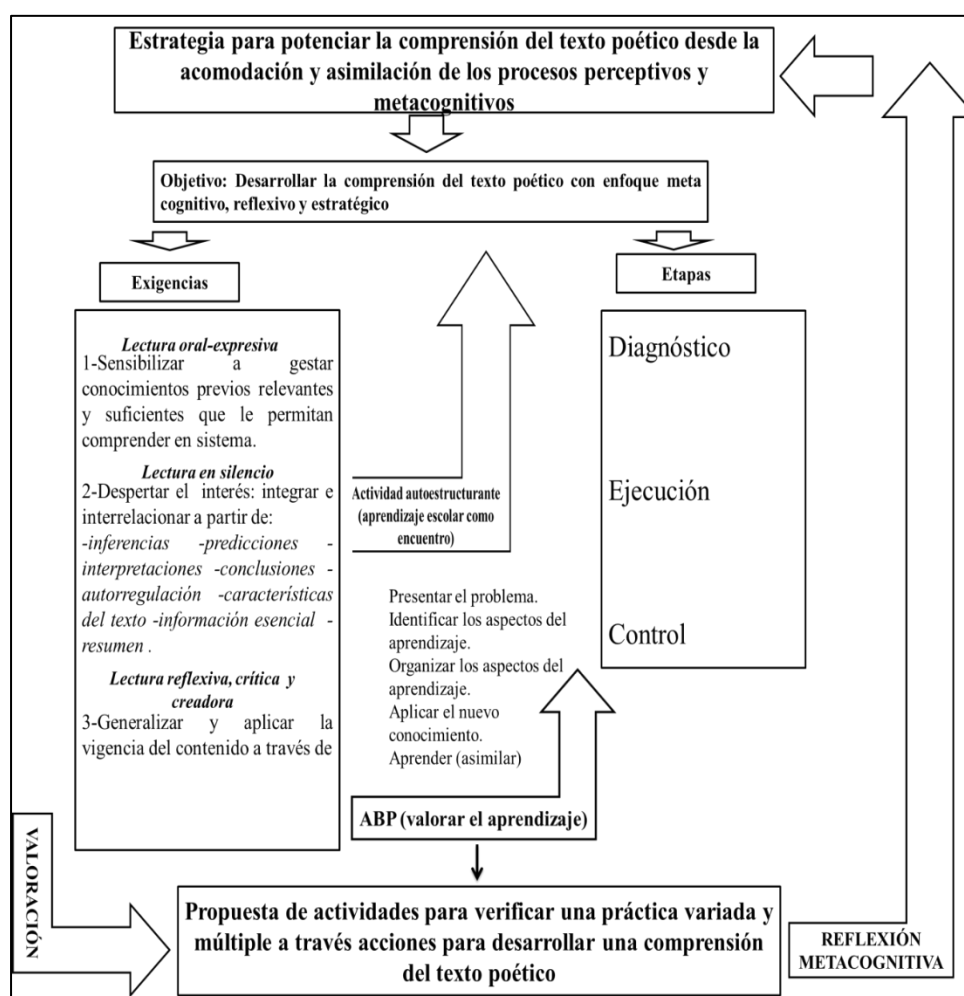 Estrategia para potenciar la comprensión del texto poético desde la
acomodación y asimilación de los procesos perceptivos y
metacognitivos
Objetivo: Desarrollar la comprensión del texto poético con enfoque meta
cognitivo, reflexivo y estratégico
Exigencias
Etapas
Lectura oral-expresiva
1-Sensibilizar a gestar
conocimientos previos relevantes
y suficientes que le permitan
comprender en sistema.
Lectura en silencio
2-Despertar el interés: integrar e
interrelacionar a partir de:
-inferencias -predicciones -
interpretaciones -conclusiones -
autorregulación -características
del texto -información esencial -
resumen .
Lectura reflexiva, crítica y
creadora
3-Generalizar y aplicar la
vigencia del contenido a través de
Actividad autoestructurante
(aprendizaje escolar como
encuentro)
Presentar el problema.
Identificar los aspectos del
aprendizaje.
Organizar los aspectos del
aprendizaje.
Aplicar el nuevo
conocimiento.
Aprender (asimilar)
ABP (valorar el aprendizaje)
Diagnóstico
Ejecución
Control
VALORACIÓN
Propuesta de actividades para verificar una práctica variada y
múltiple a través acciones para desarrollar una comprensión
del texto poético
REFLEXIÓN
METACOGNITIVA